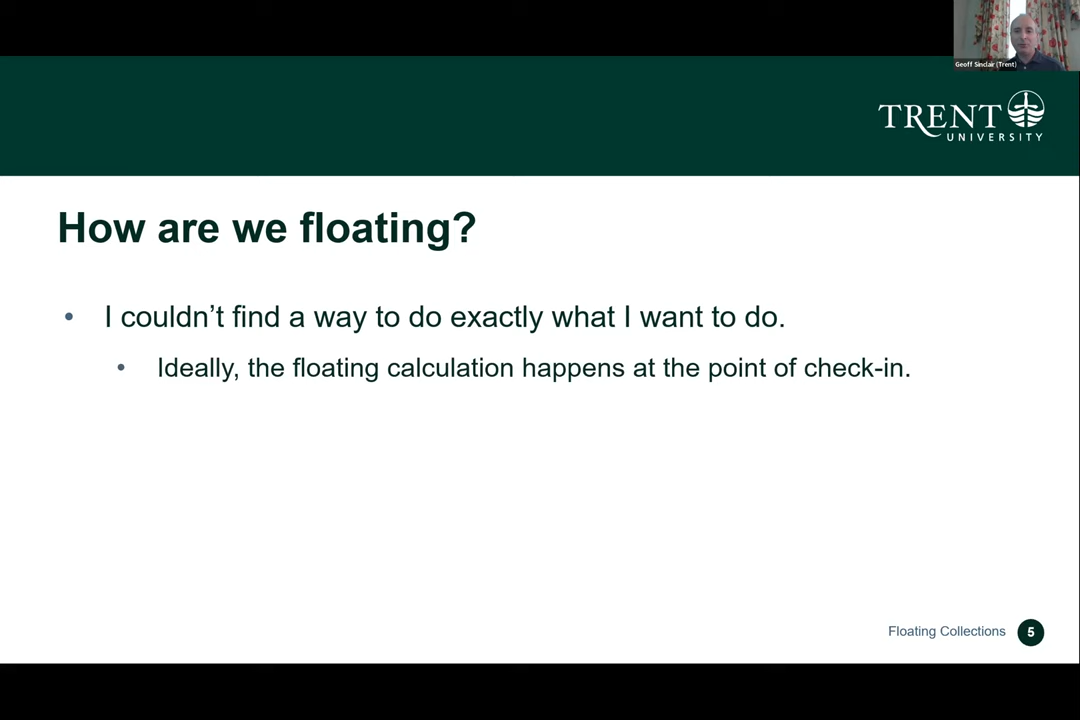 Geoff Sinclair (Trent)
TRENT
UNIVERSITY
How are we floating?
• I couldn’t find a way to do exactly what I want to do.
• Ideally, the floating calculation happens at the point of check-in.
Floating Collections 5